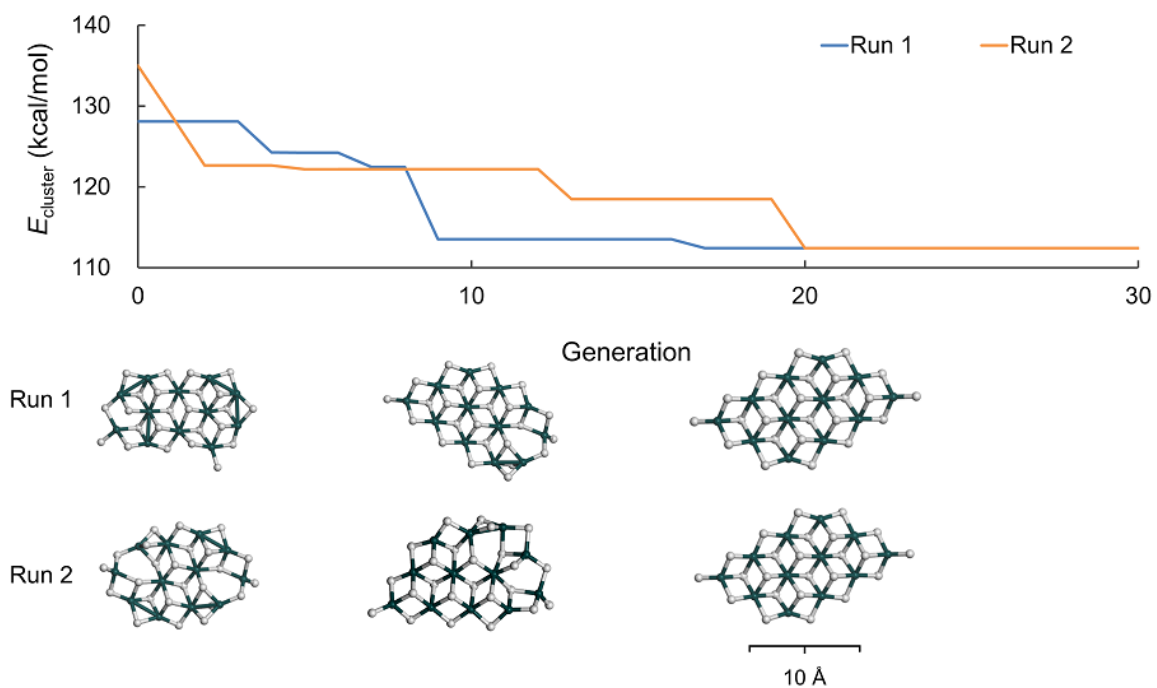 140
130
120
110
E_cluster (kcal/mol)
Run 1
Run 2
0
10
20
30
Generation
Run 1
Run 2
10 Å